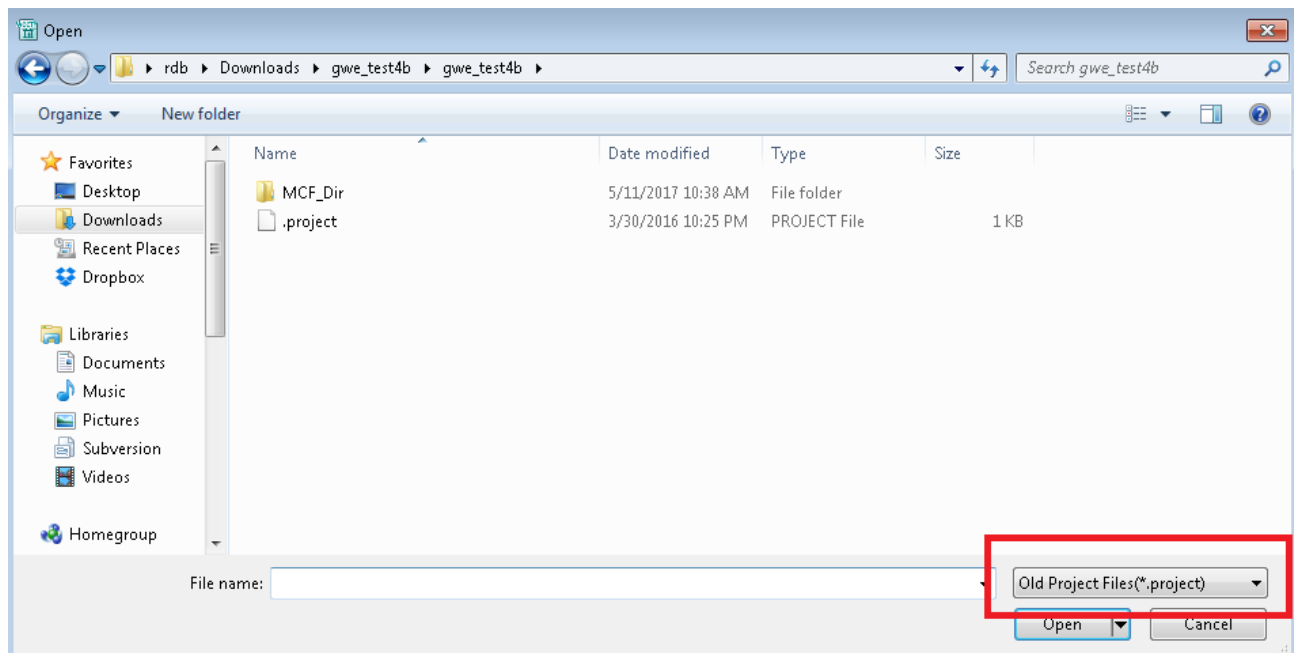 Open
rdb Downloads gwe_test4b gwe_test4b
Search gwe_test4b
Organize New folder
Name Date modified Type Size
Favorites
Desktop
Downloads
Recent Places
Dropbox
Libraries
Documents
Music
Pictures
Subversion
Videos
Homegroup
MCF_Dir 5/11/2017 10:38 AM File folder
.project 3/30/2016 10:25 PM PROJECT File 1 KB
File name: Old Project Files(*.project)
Open Cancel